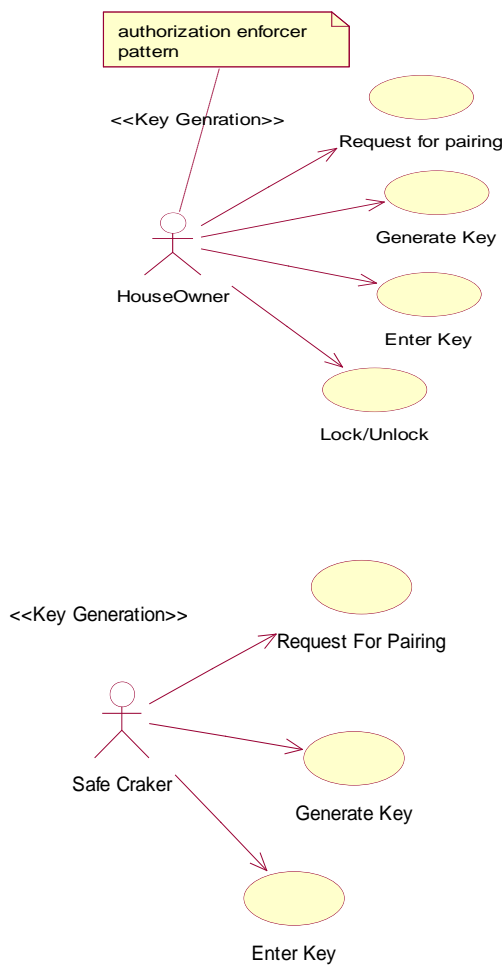 authorization enforcer
pattern
<<Key Genration>>
Request for pairing
Generate Key
HouseOwner
Enter Key
Lock/Unlock
<<Key Generation>>
Request For Pairing
Safe Craker
Generate Key
Enter Key